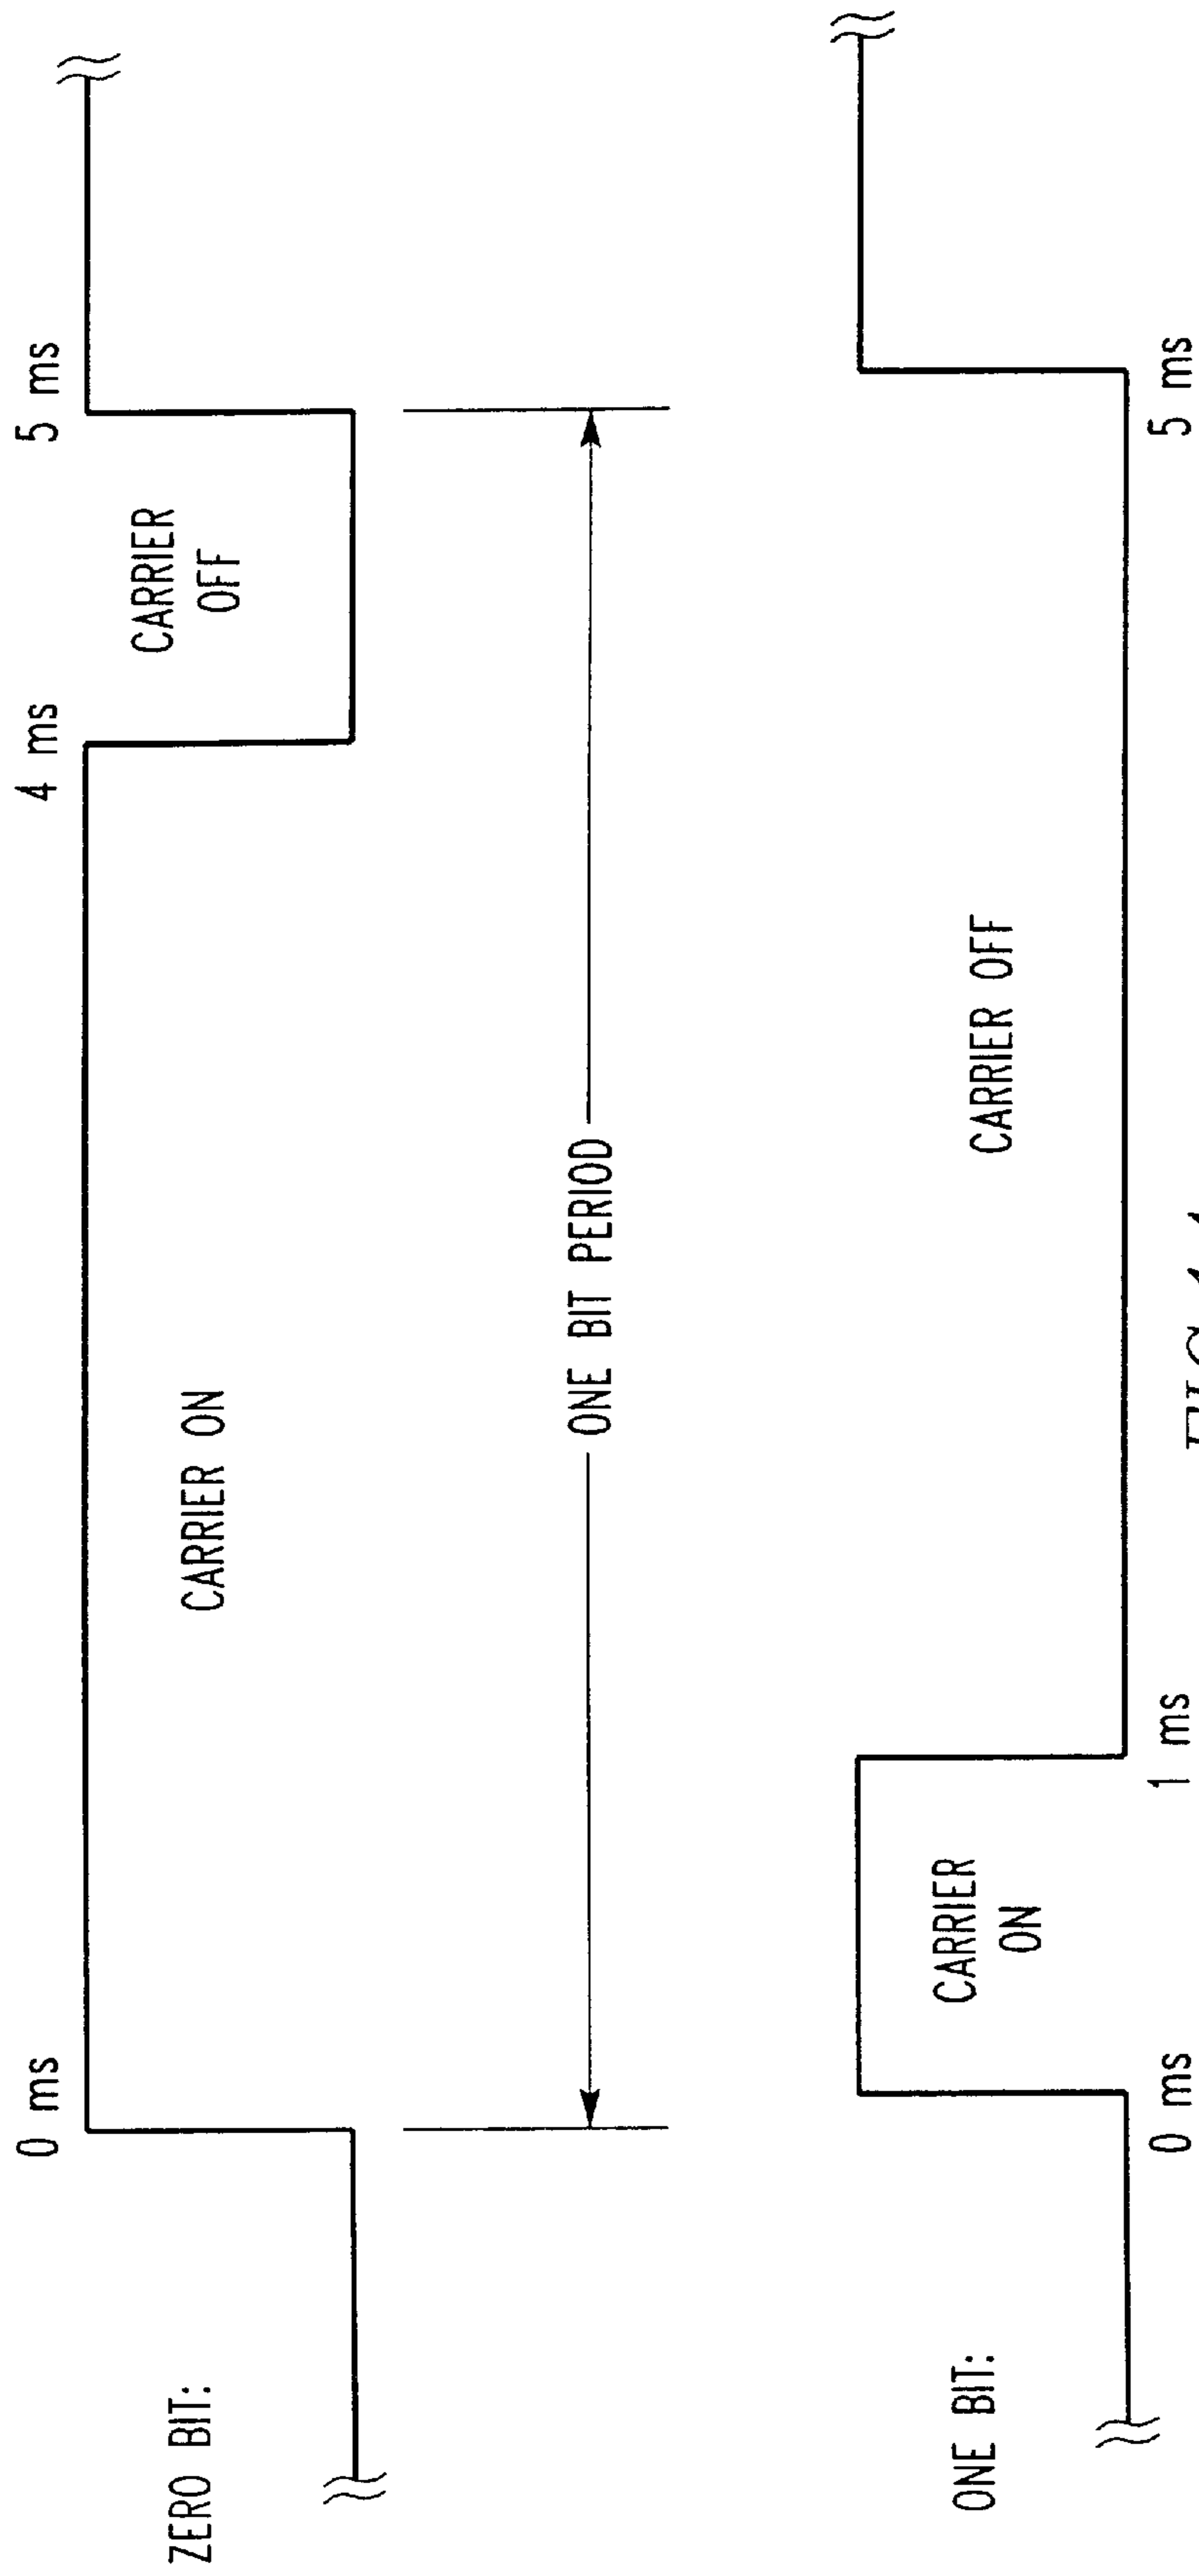 ZERO BIT:
0 ms
4 ms
5 ms
CARRIER ON
CARRIER
OFF
ONE BIT PERIOD
ONE BIT:
CARRIER
ON
CARRIER OFF
0 ms
1 ms
5 ms